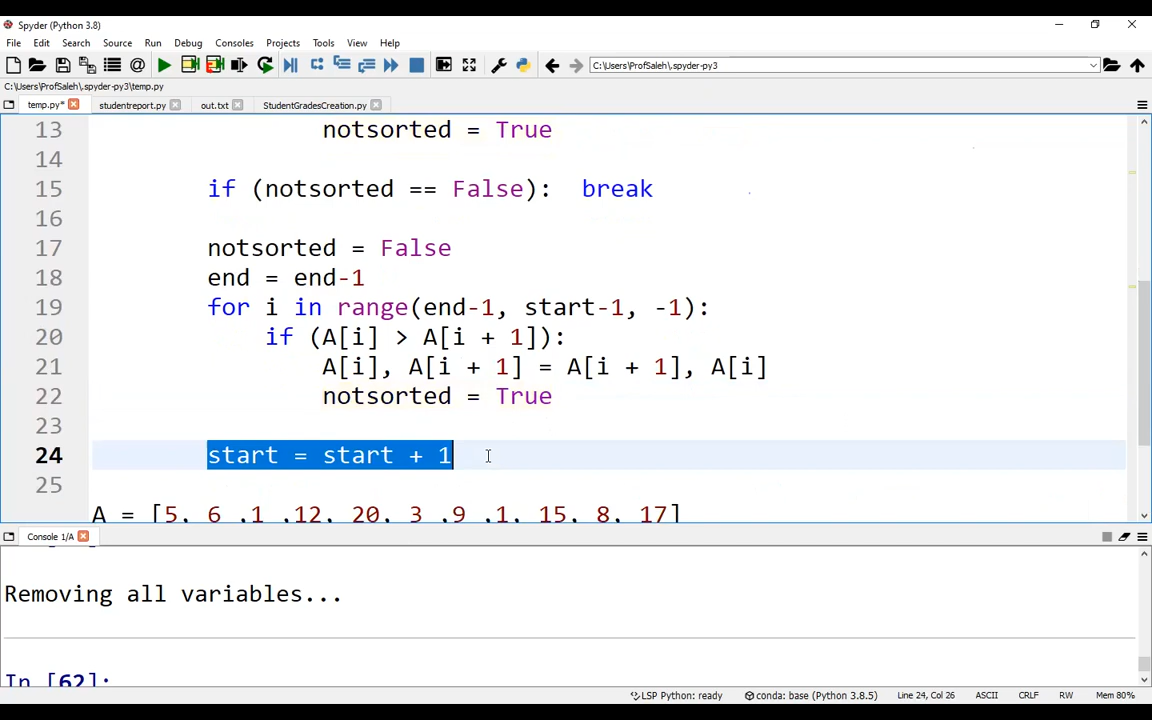 Spyder (Python 3.8)
File Edit Search Source Run Debug Consoles Projects Tools View Help
C:\Users\ProfSaleh\.spyder-py3
C:\Users\ProfSaleh\.spyder-py3\temp.py
temp.py* studentreport.py out.txt StudentGradesCreation.py
13 notsorted = True
14
15 if (notsorted == False): break
16
17 notsorted = False
18 end = end-1
19 for i in range(end-1, start-1, -1):
20 if (A[i] > A[i + 1]):
21 A[i], A[i + 1] = A[i + 1], A[i]
22 notsorted = True
23
24 start = start + 1
25
A = [5, 6 ,1 ,12, 20, 3 ,9 ,1, 15, 8, 17]
Console 1/A
Removing all variables...
In [62]:
LSP Python: ready conda: base (Python 3.8.5) Line 24, Col 26 ASCII CRLF RW Mem 80%